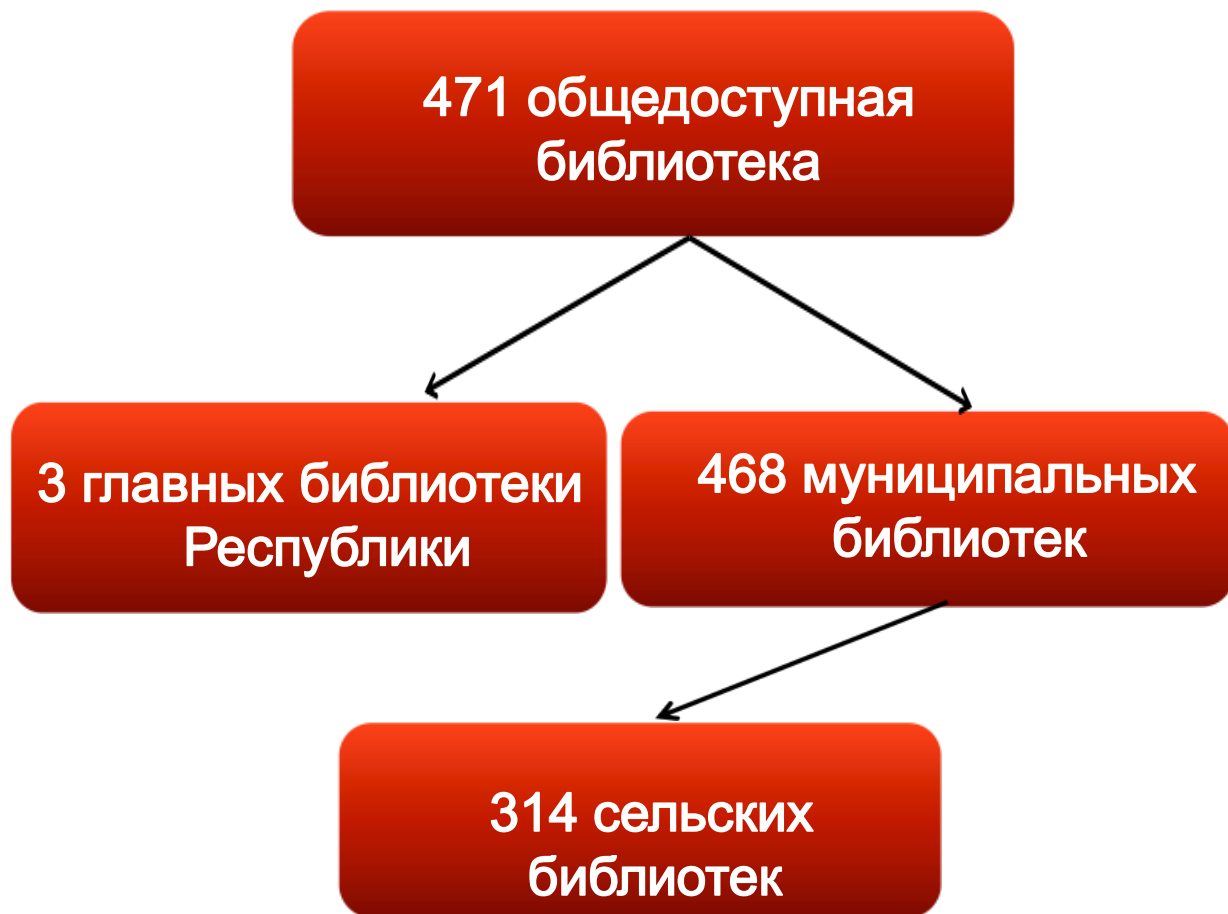 471 общедоступная
библиотека
3 главных библиотеки
Республики
468 муниципальных
библиотек
314 сельских
библиотек